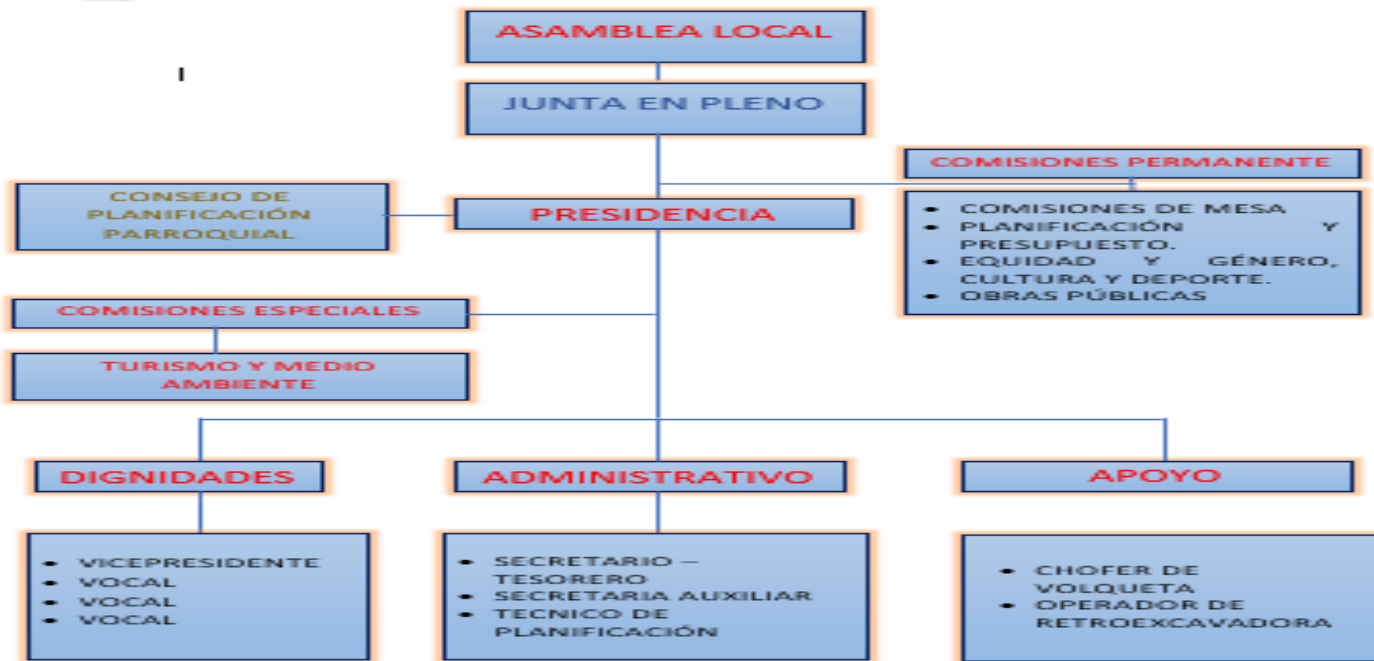 ASAMBLEA LOCAL
JUNTA EN PLENO
COMISIONES PERMANENTE
CONSEJO DE
PLANIFICACIÓN
PARROQUIAL
PRESIDENCIA
• COMISIONES DE MESA
• PLANIFICACIÓN Y
PRESUPUESTO.
• EQUIDAD Y GÉNERO,
CULTURA Y DEPORTE.
• OBRAS PÚBLICAS
COMISIONES ESPECIALES
TURISMO Y MEDIO
AMBIENTE
DIGNIDADES
ADMINISTRATIVO
APOYO
• VICEPRESIDENTE
• VOCAL
• VOCAL
• VOCAL
• SECRETARIO –
TESORERO
• SECRETARIA AUXILIAR
• TECNICO DE
PLANIFICACIÓN
• CHOFER DE
VOLQUETA
• OPERADOR DE
RETROEXCAVADORA